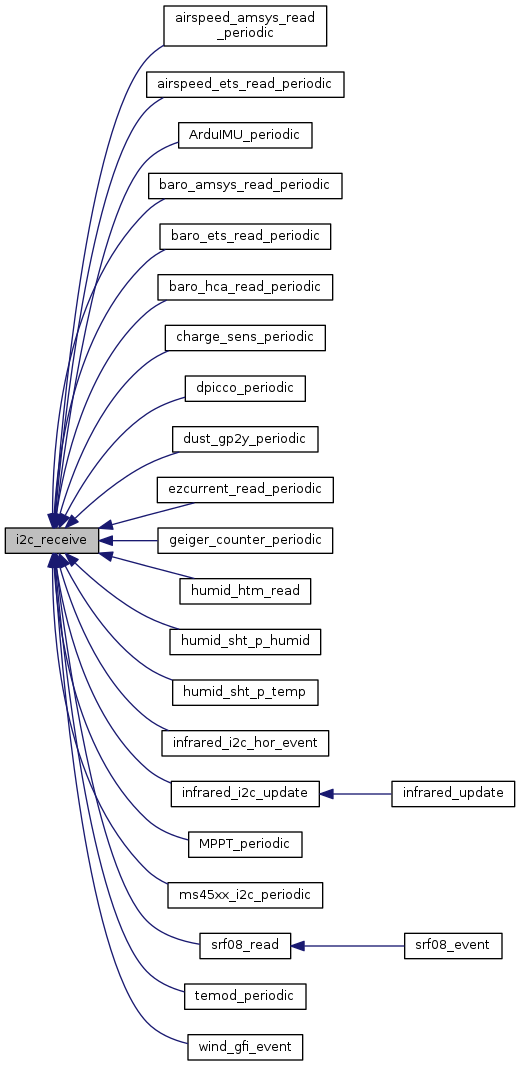 airspeed_amsys_read
_periodic
airspeed_ets_read_periodic
ArduIMU_periodic
baro_amsys_read_periodic
baro_ets_read_periodic
baro_hca_read_periodic
charge_sens_periodic
dpicco_periodic
dust_gp2y_periodic
ezcurrent_read_periodic
i2c_receive
geiger_counter_periodic
humid_htm_read
humid_sht_p_humid
humid_sht_p_temp
infrared_i2c_hor_event
infrared_i2c_update
infrared_update
MPPT_periodic
ms45xx_i2c_periodic
srf08_read
srf08_event
temod_periodic
wind_gfi_event